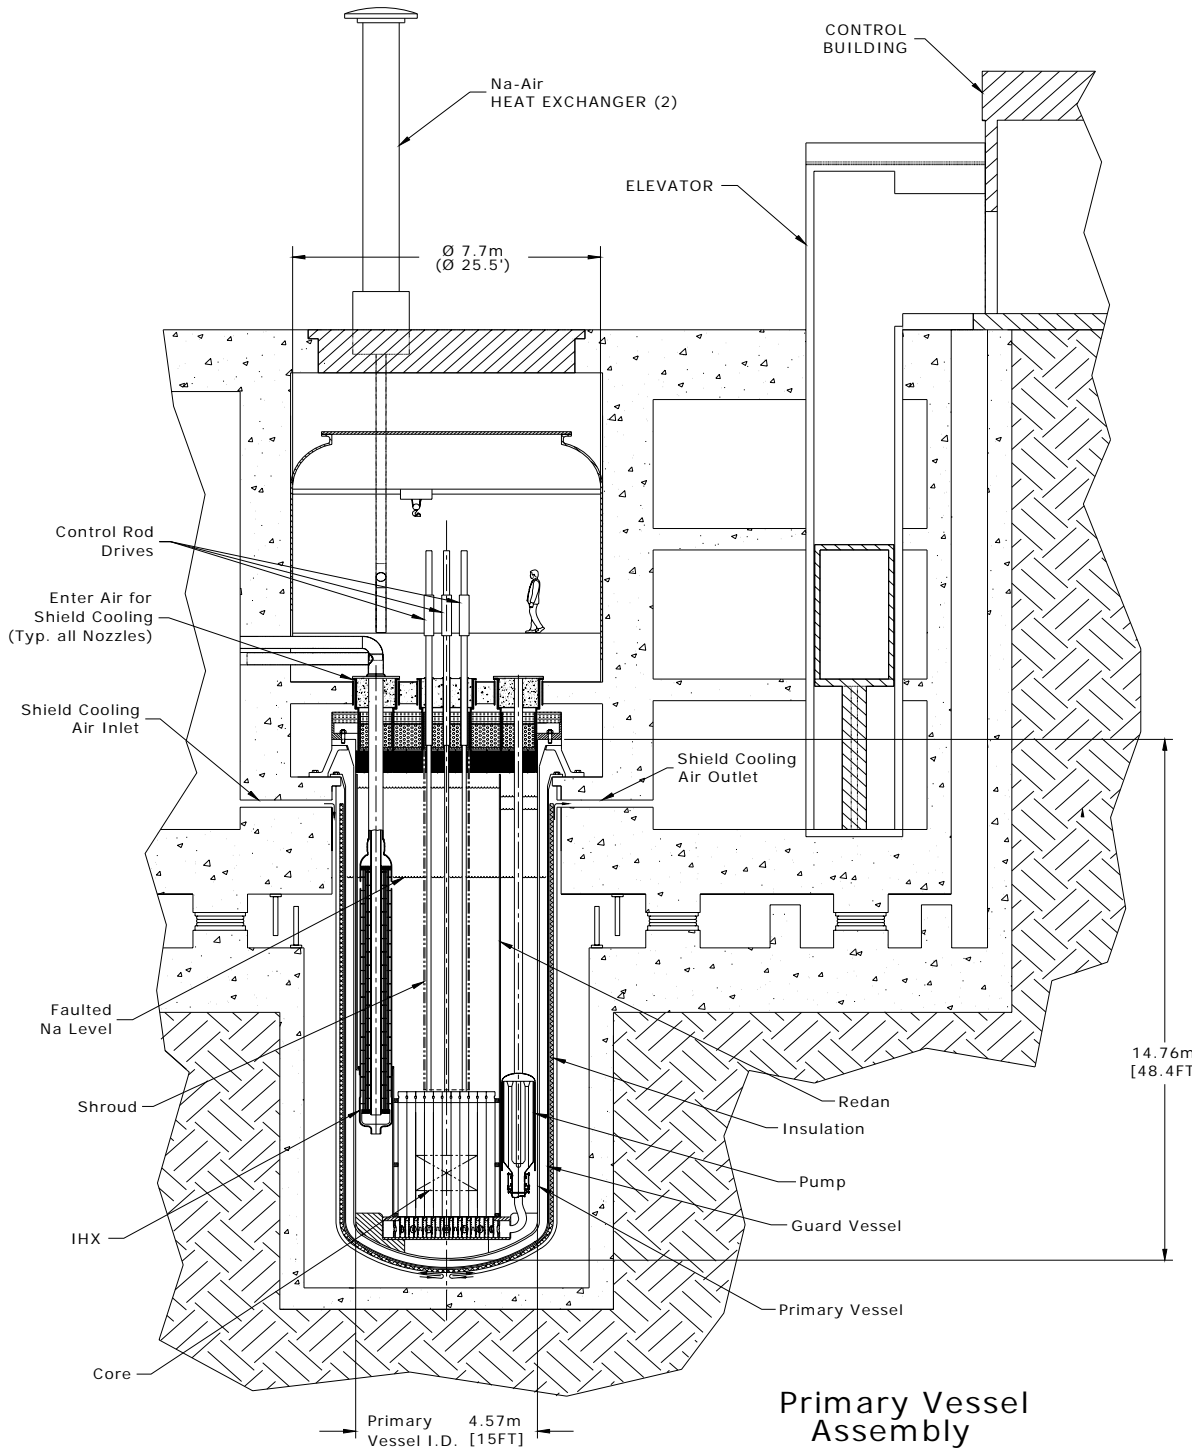 CONTROL
BUILDING
Na-Air
HEAT EXCHANGER (2)
ELEVATOR
Ø 7.7m
(Ø 25.5')
Control Rod
Drives
Enter Air for
Shield Cooling
(Typ. all Nozzles)
Shield Cooling
Air Inlet
Shield Cooling
Air Outlet
Faulted
Na Level
14.76m
[48.4FT
Shroud
Redan
Insulation
Pump
IHX
Guard Vessel
Primary Vessel
Core
Primary Vessel
Assembly
Primary 4.57m
Vessel I.D. [15FT]